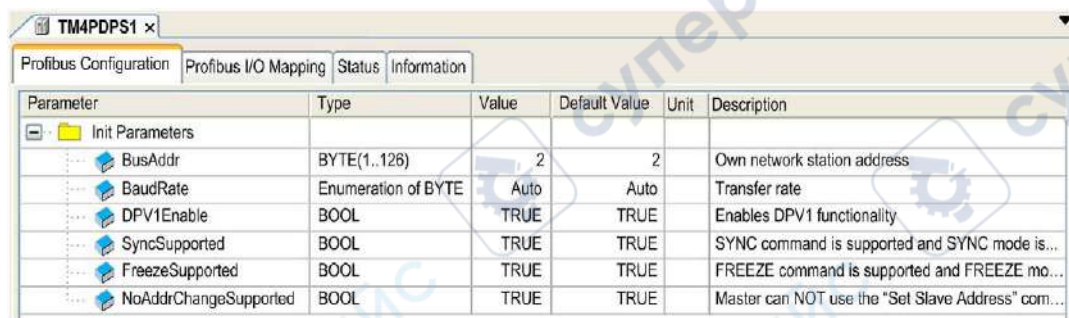 TM4PDPS1 ×
Profibus Configuration Profibus I/O Mapping Status Information
Parameter Type Value Default Value Unit Description
Init Parameters
BusAddr BYTE(1..126) 2 2 Own network station address
BaudRate Enumeration of BYTE Auto Auto Transfer rate
DPV1Enable BOOL TRUE TRUE Enables DPV1 functionality
SyncSupported BOOL TRUE TRUE SYNC command is supported and SYNC mode is...
FreezeSupported BOOL TRUE TRUE FREEZE command is supported and FREEZE mo...
NoAddrChangeSupported BOOL TRUE TRUE Master can NOT use the “Set Slave Address” com...